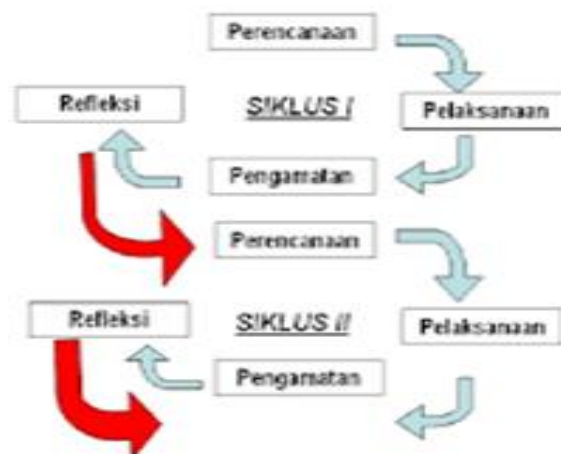 Perencanaan
Refleksi
SIKLUS I
Pelaksanaan
Pengamatan
Perencanaan
Refleksi
SIKLUS II
Pelaksanaan
Pengamatan